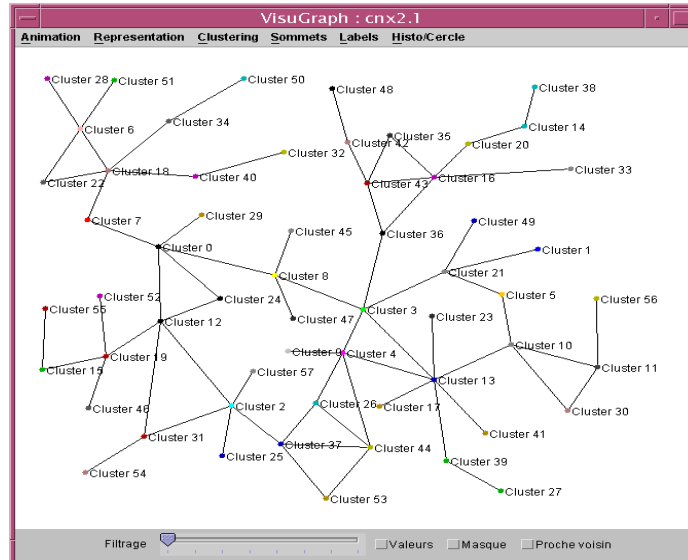 VisuGraph : cnx2.1
Animation Representation Clustering Sommets Labels Histo/Cercle
Cluster 28
Cluster 51
Cluster 50
Cluster 48
Cluster 38
Cluster 6
Cluster 34
Cluster 42
Cluster 35
Cluster 20
Cluster 14
Cluster 32
Cluster 22
Cluster 18
Cluster 40
Cluster 43
Cluster 16
Cluster 33
Cluster 7
Cluster 29
Cluster 45
Cluster 36
Cluster 49
Cluster 0
Cluster 8
Cluster 21
Cluster 1
Cluster 52
Cluster 24
Cluster 5
Cluster 56
Cluster 55
Cluster 12
Cluster 47
Cluster 3
Cluster 23
Cluster 19
Cluster 9
Cluster 4
Cluster 10
Cluster 15
Cluster 57
Cluster 13
Cluster 11
Cluster 46
Cluster 2
Cluster 26
Cluster 17
Cluster 30
Cluster 31
Cluster 37
Cluster 44
Cluster 41
Cluster 25
Cluster 39
Cluster 54
Cluster 53
Cluster 27
Filtrage Valeurs Masque Proche voisin